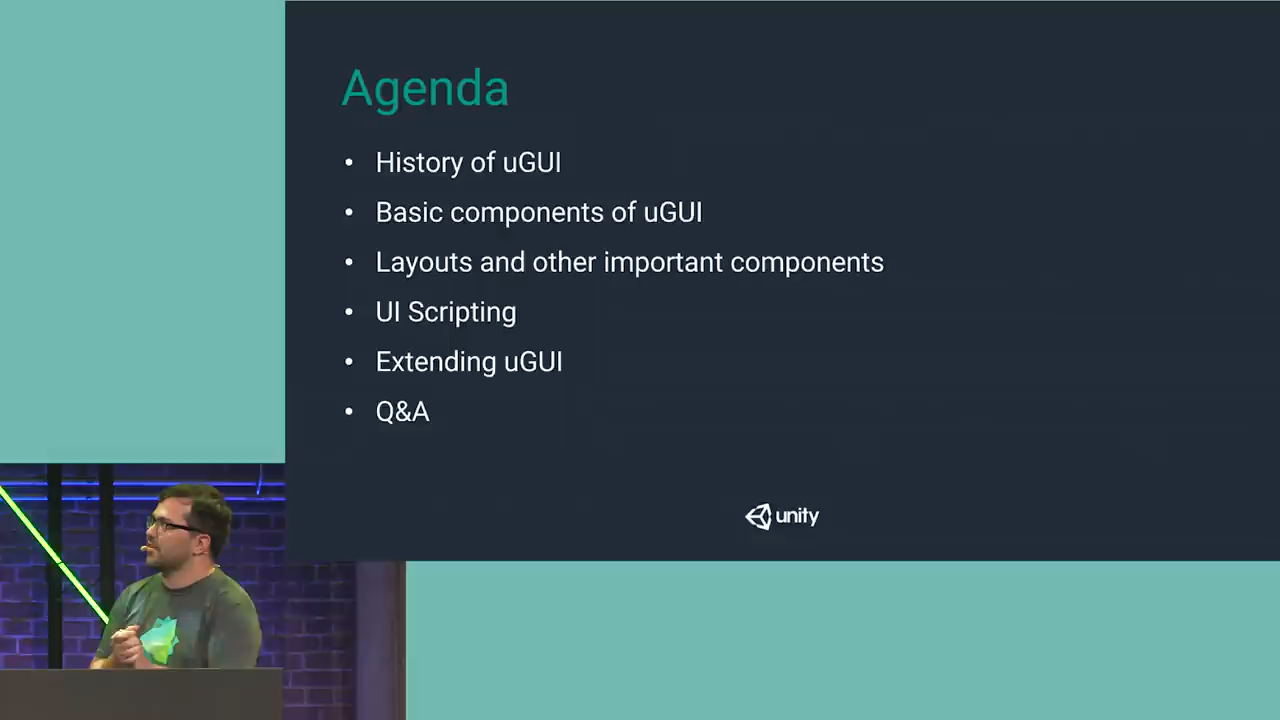 Agenda
• History of uGUI
• Basic components of uGUI
• Layouts and other important components
• UI Scripting
• Extending uGUI
• Q&A
unity